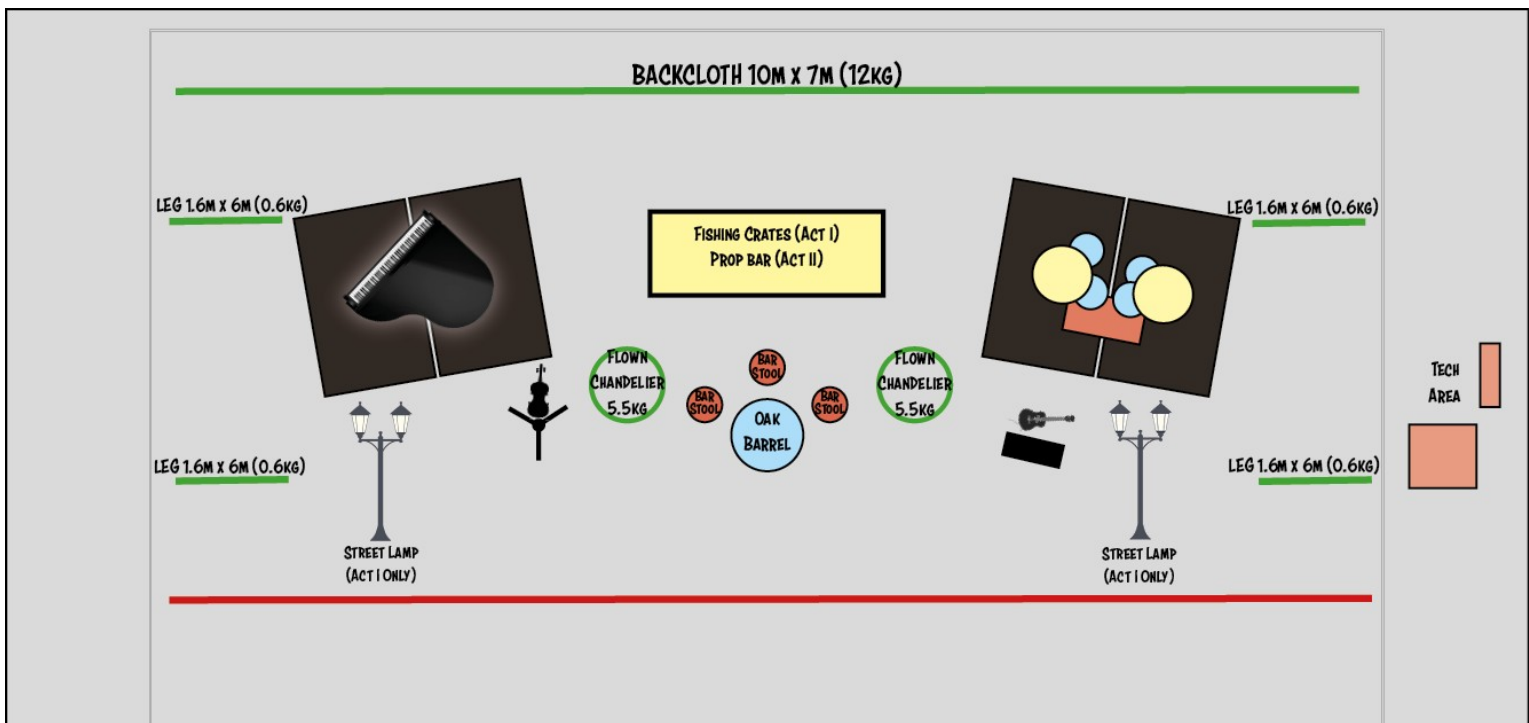 BACKCLOTH 10M X 7M (12KG)
LEG 1.6M X 6M (0.6KG)
LEG 1.6M X 6M (0.6KG)
FISHING CRATES (ACT I)
PROP BAR (ACT II)
FLOWN
CHANDELIER
5.5KG
BAR
STOOL
BAR
STOOL
BAR
STOOL
OAK
BARREL
FLOWN
CHANDELIER
5.5KG
TECH
AREA
LEG 1.6M X 6M (0.6KG)
LEG 1.6M X 6M (0.6KG)
STREET LAMP
(ACT I ONLY)
STREET LAMP
(ACT I ONLY)